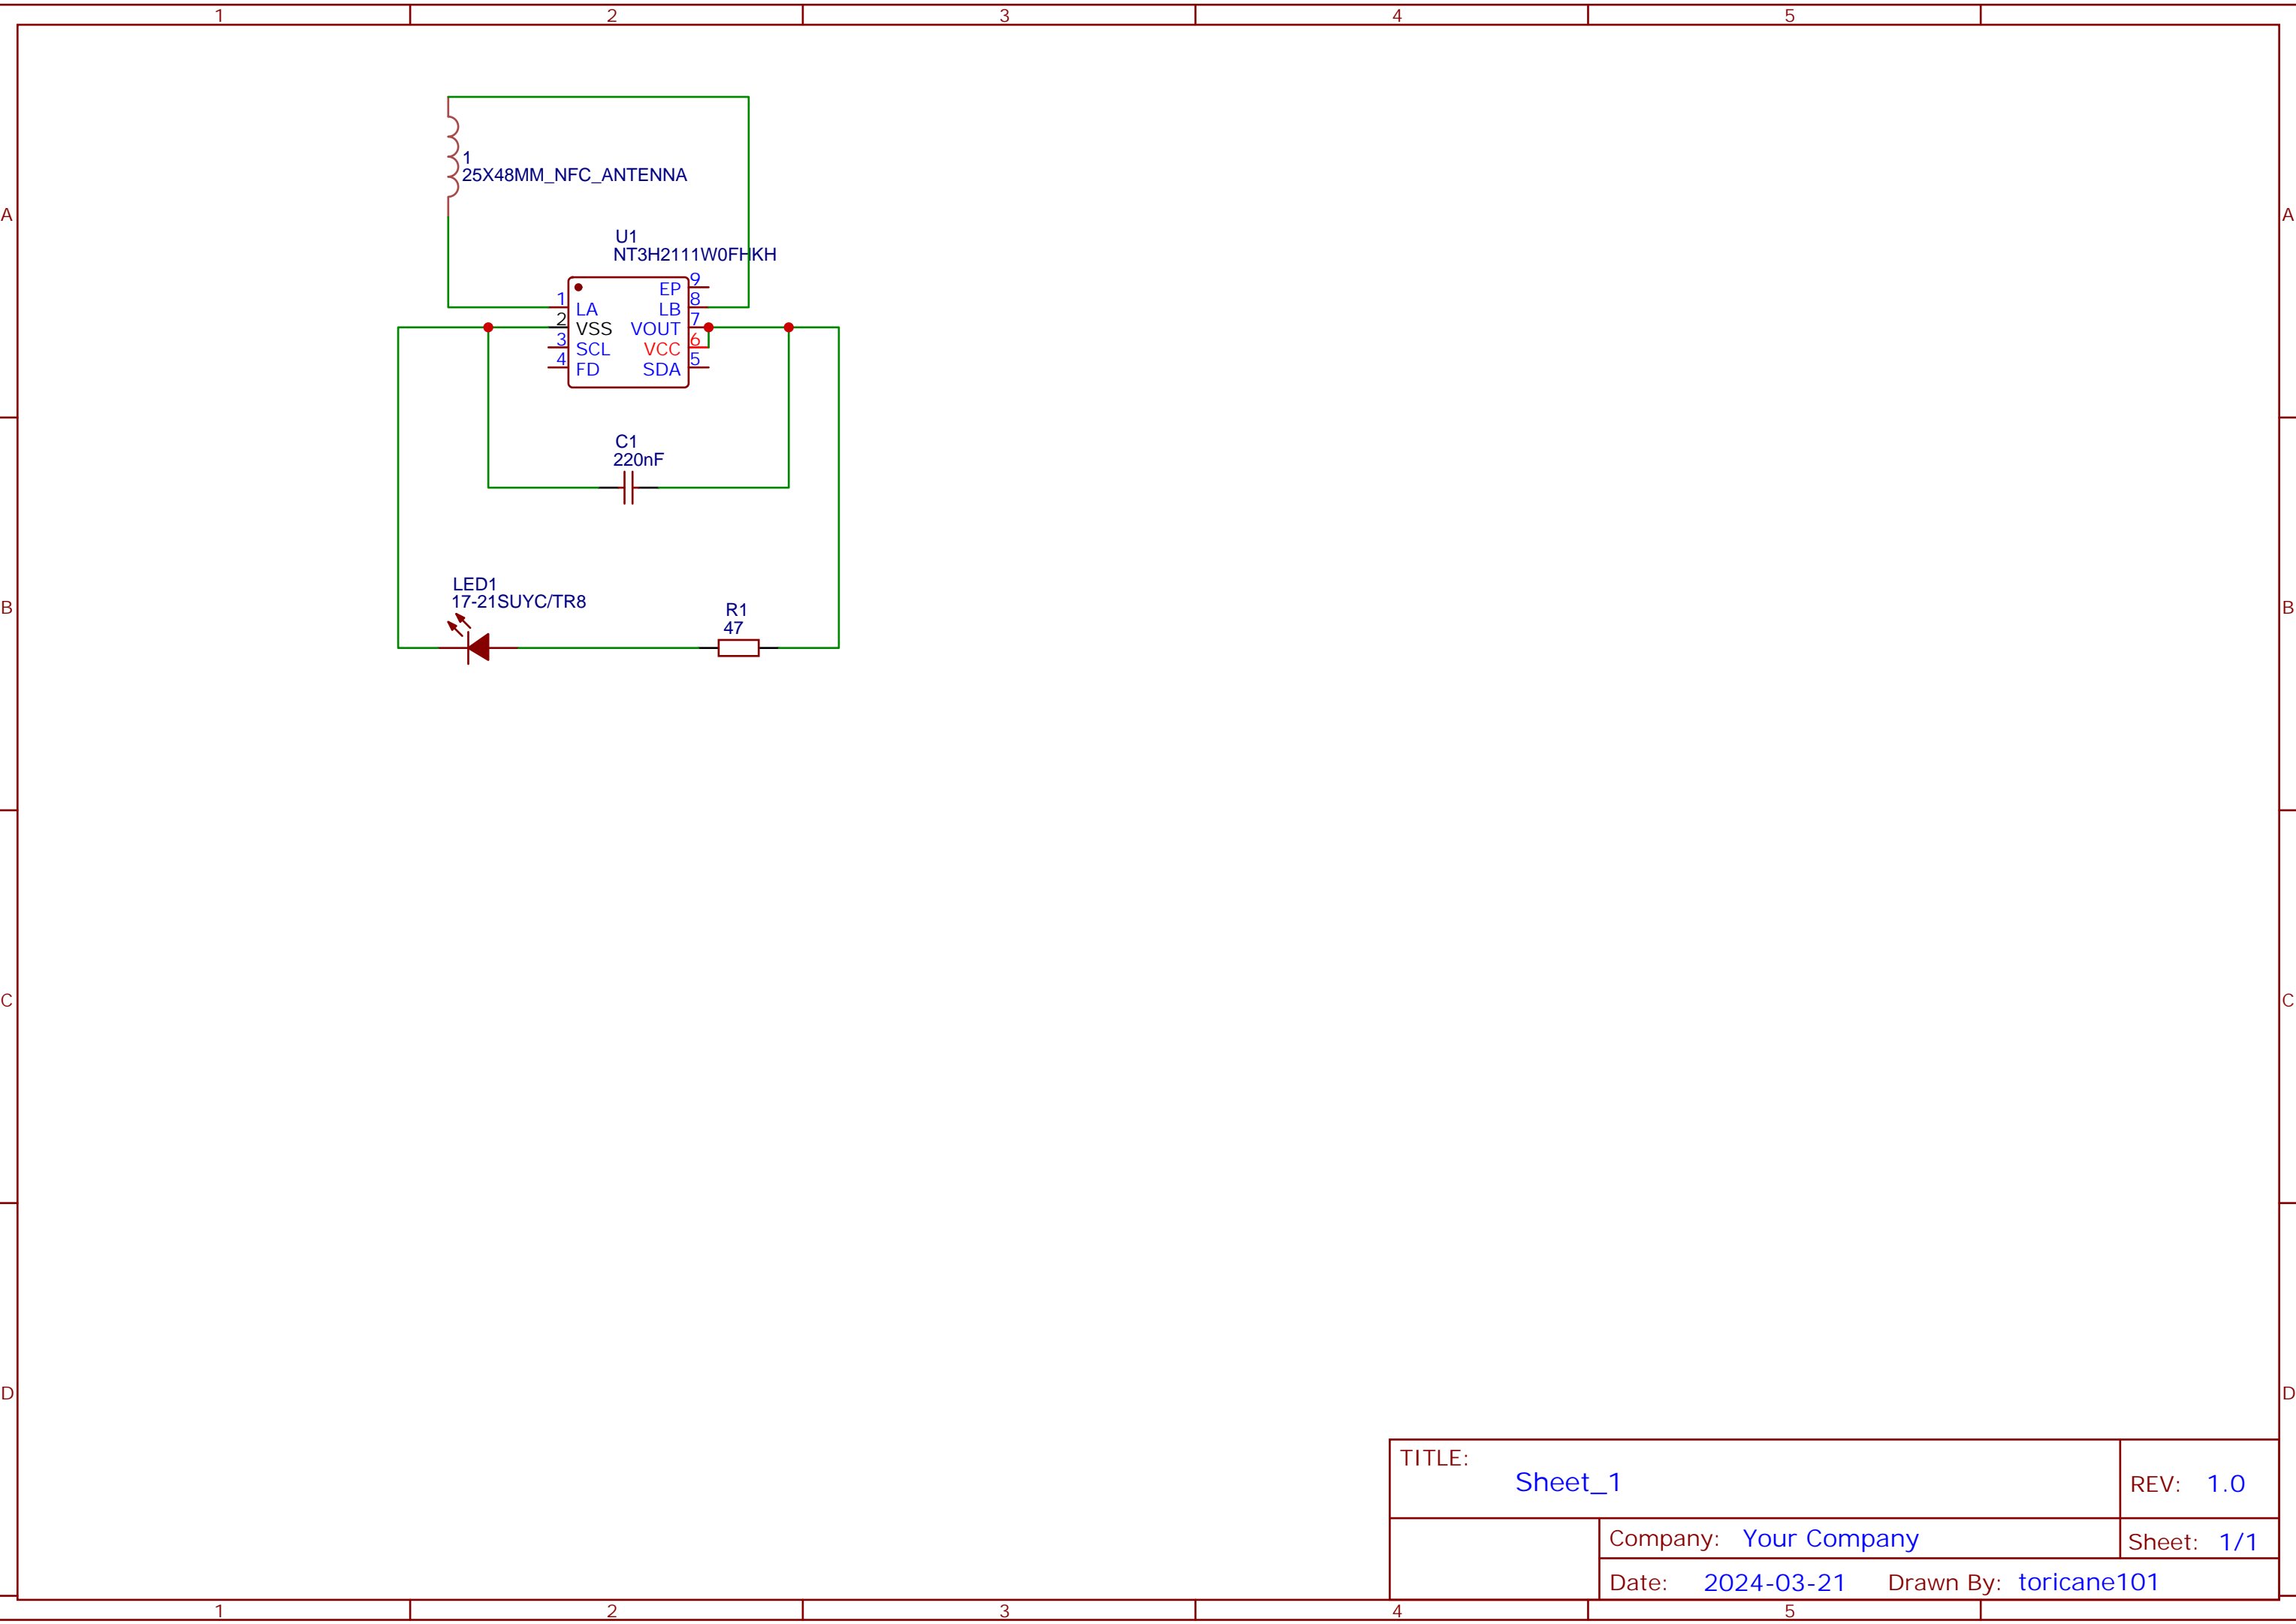 1 2 3 4 5
1
25X48MM_NFC_ANTENNA
A A
U1
NT3H2111W0FHKH
EP 9
1 LA LB 8
2 VSS VOUT 7
3 SCL VCC 6
4 FD SDA 5
C1
220nF
LED1
17-21SUYC/TR8
B B
R1
47
C C
D D
TITLE:
Sheet_1
REV: 1.0
Company: Your Company
Sheet: 1/1
Date: 2024-03-21 Drawn By: toricane101
1 2 3 4 5